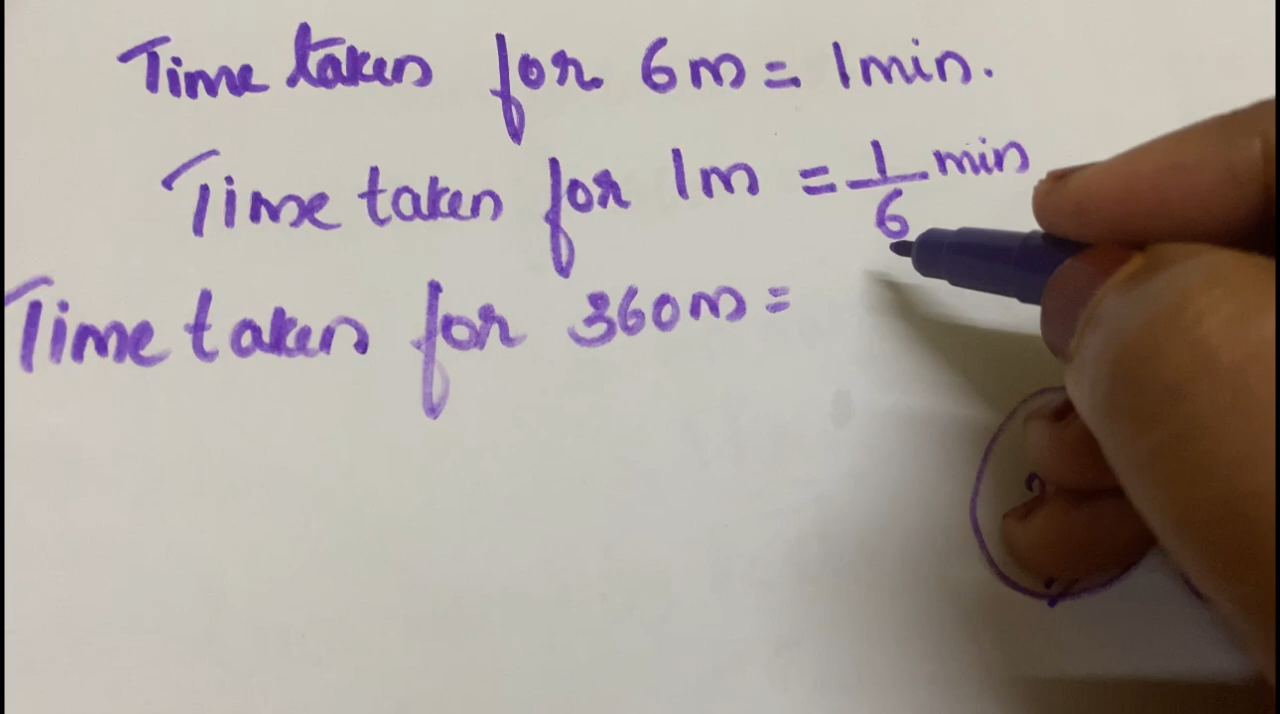 Time taken for 6m = 1min.
Time taken for 1m = 1/6 min
Time taken for 360m =